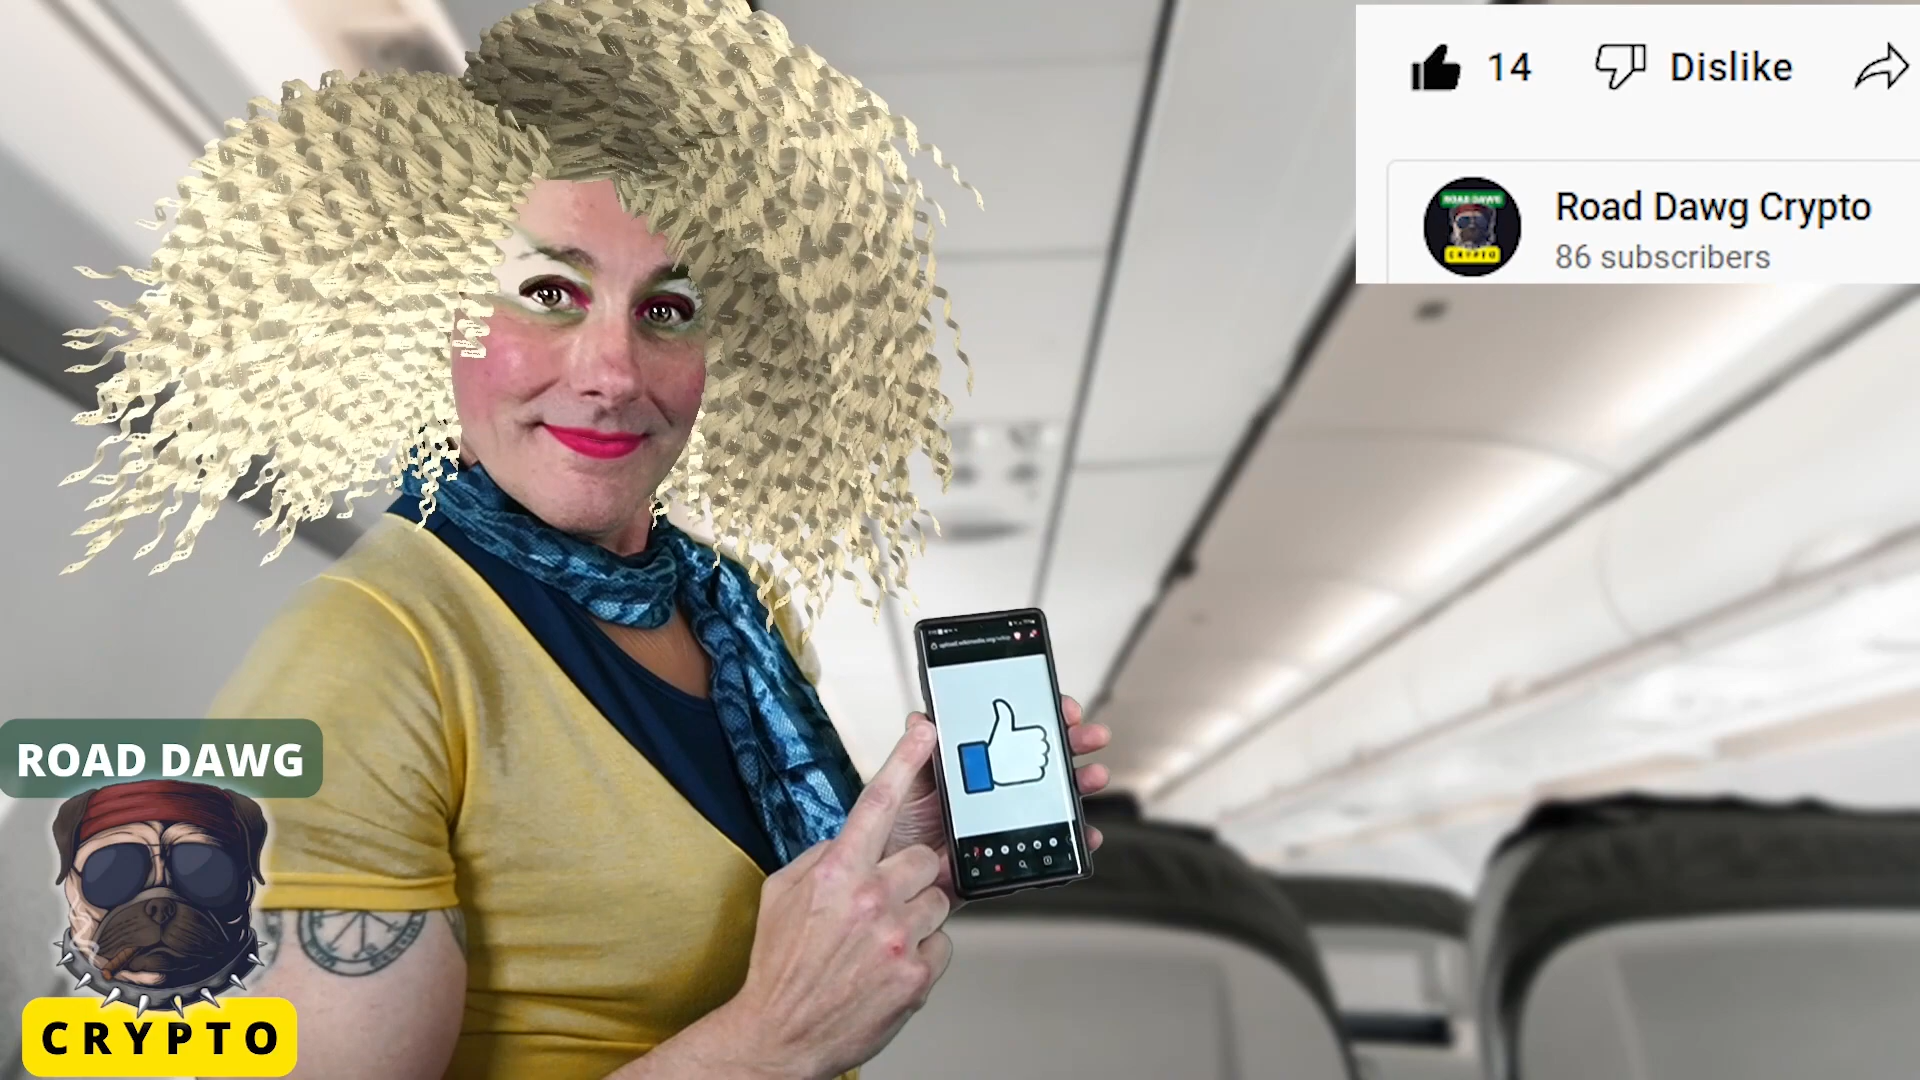 14 Dislike
Road Dawg Crypto
86 subscribers
ROAD DAWG
CRYPTO